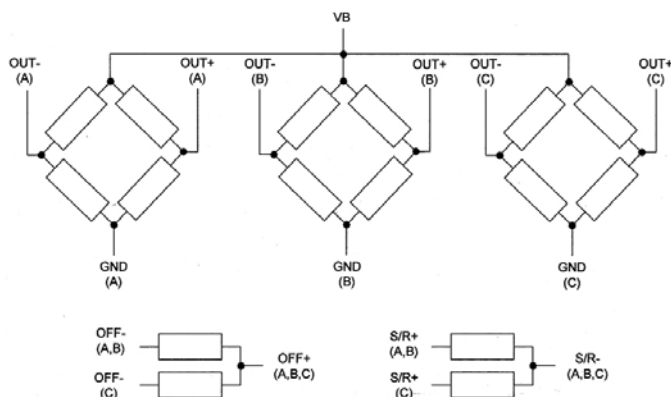 VB
OUT-
(A)
OUT+
(A)
OUT-
(B)
OUT+
(B)
OUT-
(C)
OUT+
(C)
GND
(A)
GND
(B)
GND
(C)
OFF-
(A,B)
OFF-
(C)
OFF+
(A,B,C)
S/R+
(A,B)
S/R+
(C)
S/R-
(A,B,C)